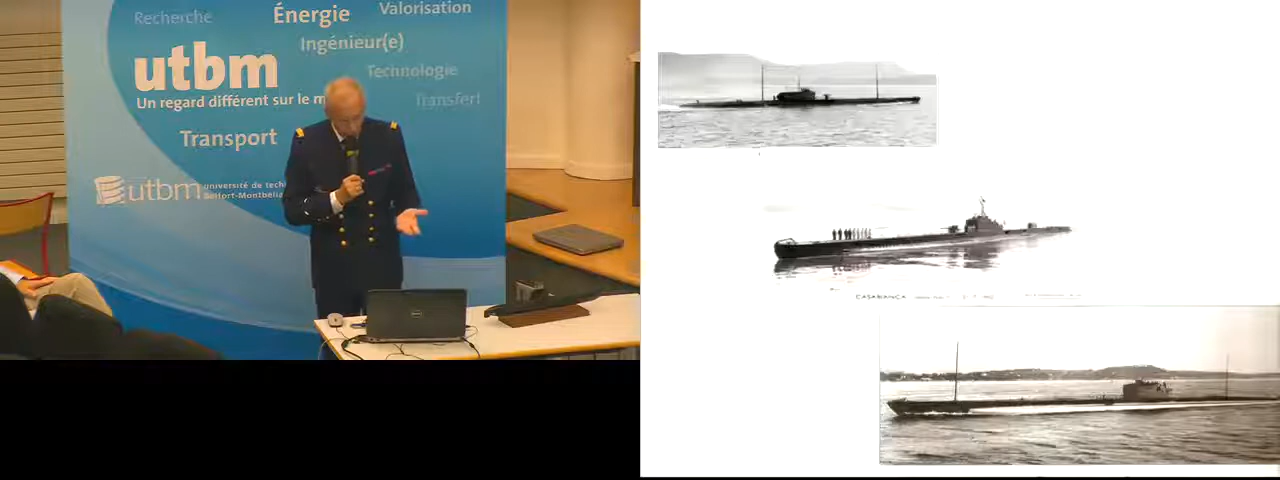 Recherche
Énergie
Valorisation
Ingénieur(e)
utbm
Technologie
Un regard différent sur le m
Transfert
Transport
utbm université de tech
Belfort-Montbélia
CASABIANCA